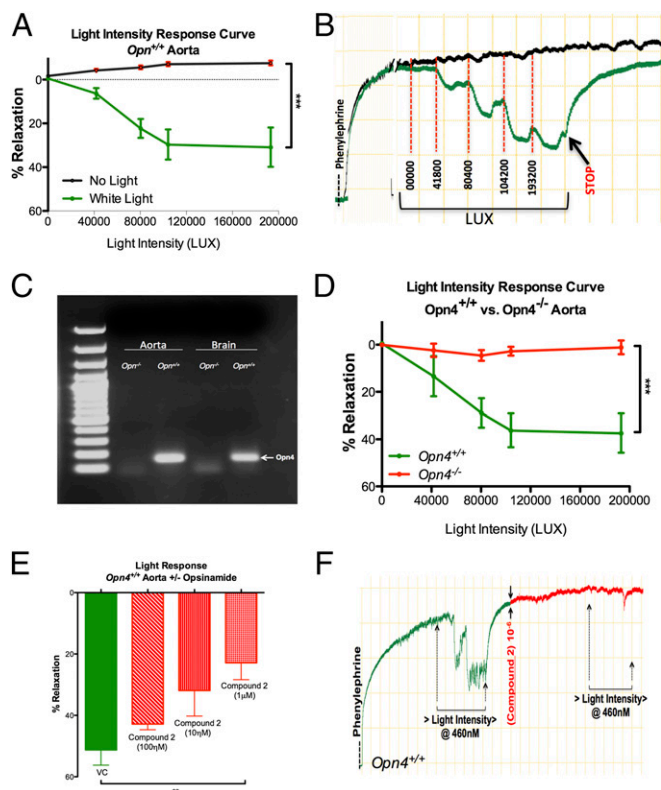 A
Light Intensity Response Curve
Opn+/+ Aorta
% Relaxation
0
30
60
***
No Light
White Light
0
40000
80000
120000
160000
200000
Light Intensity (LUX)
B
Phenylephrine
00000
41800
80400
104200
193200
STOP
LUX
C
Aorta
Brain
Opn-/-
Opn+/+
Opn-/-
Opn+/+
Opn4
D
Light Intensity Response Curve
Opn4+/+ vs. Opn4-/- Aorta
% Relaxation
0
20
40
60
***
Opn4+/+
Opn4-/-
0
40000
80000
120000
160000
200000
Light Intensity (LUX)
E
Light Response
Opn4+/+ Aorta +/- Opsinamide
% Relaxation
0
20
40
60
VC
Compound 2
(100ηM)
Compound 2
(10ηM)
Compound 2
(1µM)
F
Phenylephrine
> Light Intensity>
@ 460nM
(Compound 2) 10-6
> Light Intensity>
@ 460nM
Opn4+/+